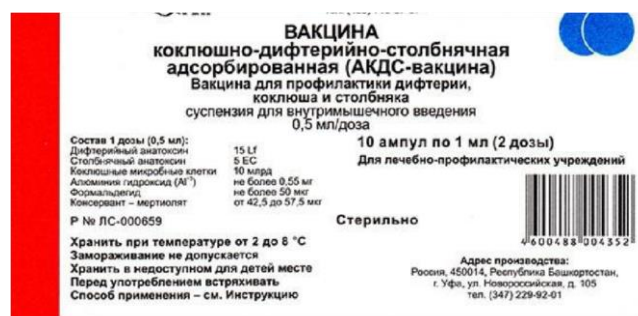 ВАКЦИНА
коклюшно-дифтерийно-столбнячная
адсорбированная (АКДС-вакцина)
Вакцина для профилактики дифтерии,
коклюша и столбняка
суспензия для внутримышечного введения
0,5 мл/доза
Состав 1 дозы (0,5 мл):
Дифтерийный анатоксин 15 Lf
Столбнячный анатоксин 5 ЕС
Коклюшные микробные клетки 10 млрд
Алюминия гидроксид (Al⁺³) не более 0,55 мг
Формальдегид не более 50 мкг
Консервант – мертиолят от 42,5 до 57,5 мкг
10 ампул по 1 мл (2 дозы)
Для лечебно-профилактических учреждений
Р № ЛС-000659
Стерильно
Хранить при температуре от 2 до 8 °С
Замораживание не допускается
Хранить в недоступном для детей месте
Перед употреблением встряхивать
Способ применения – см. Инструкцию
4 600488 004352
Адрес производства:
Россия, 450014, Республика Башкортостан,
г. Уфа, ул. Новороссийская, д. 105
тел. (347) 229-92-01